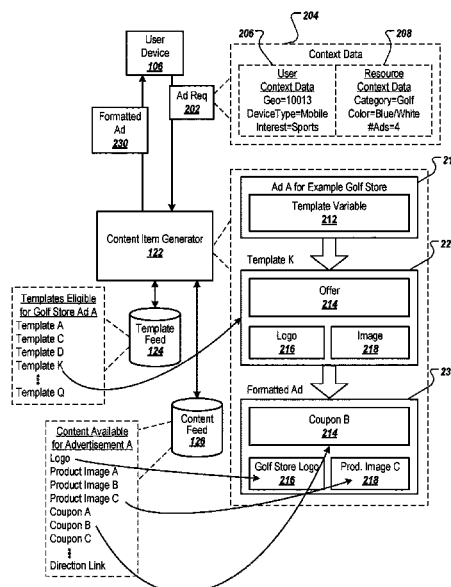 204
206
208
User
Device
106
Context Data
User
Context Data
Geo=10013
DeviceType=Mobile
Interest=Sports
Resource
Context Data
Category=Golf
Color=Blue/White
#Ads=4
Ad Req
202
Formatted
Ad
230
21
Ad A for Example Golf Store
Template Variable
212
Content Item Generator
122
22
Template K
Offer
214
Logo
216
Image
218
Templates Eligible
for Golf Store Ad A
Template A
Template C
Template D
Template K
Template Q
Template
Feed
124
23
Formatted Ad
Coupon B
214
Golf Store Logo
216
Prod. Image C
218
Content
Feed
126
Content Available
for Advertisement A
Logo
Product Image A
Product Image B
Product Image C
Coupon A
Coupon B
Coupon C
Direction Link